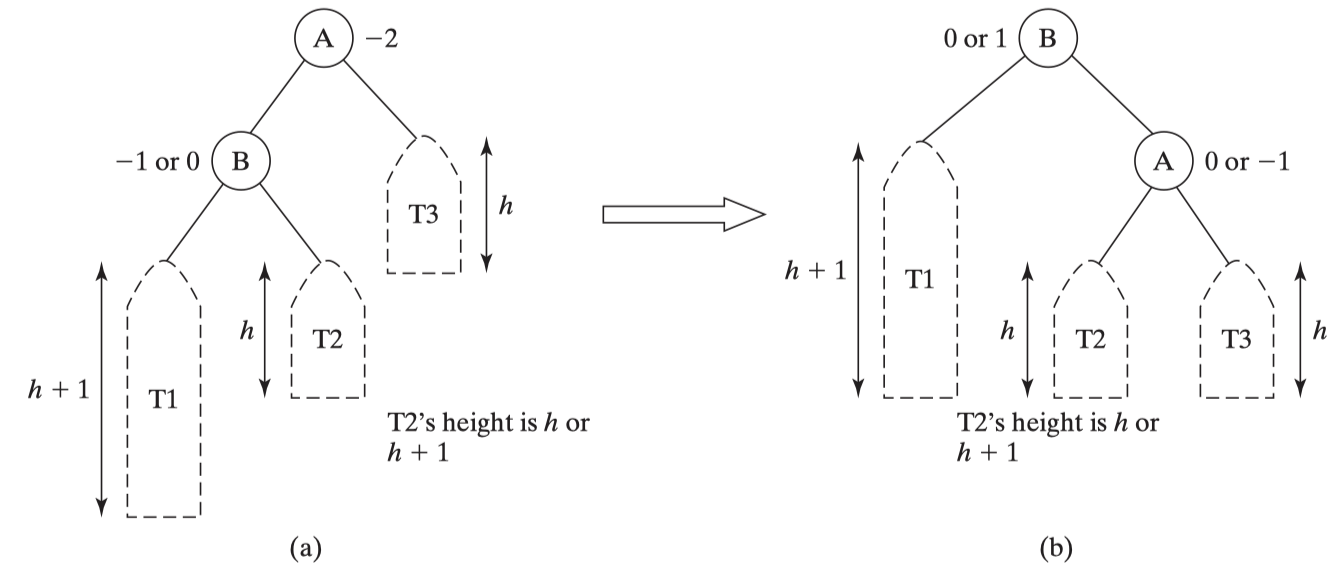 A −2
0 or 1 B
−1 or 0 B
A 0 or −1
T3
h
h + 1
T1
h
T2
h + 1
T1
h
T2
T3
h
T2’s height is h or
h + 1
T2’s height is h or
h + 1
(a)
(b)